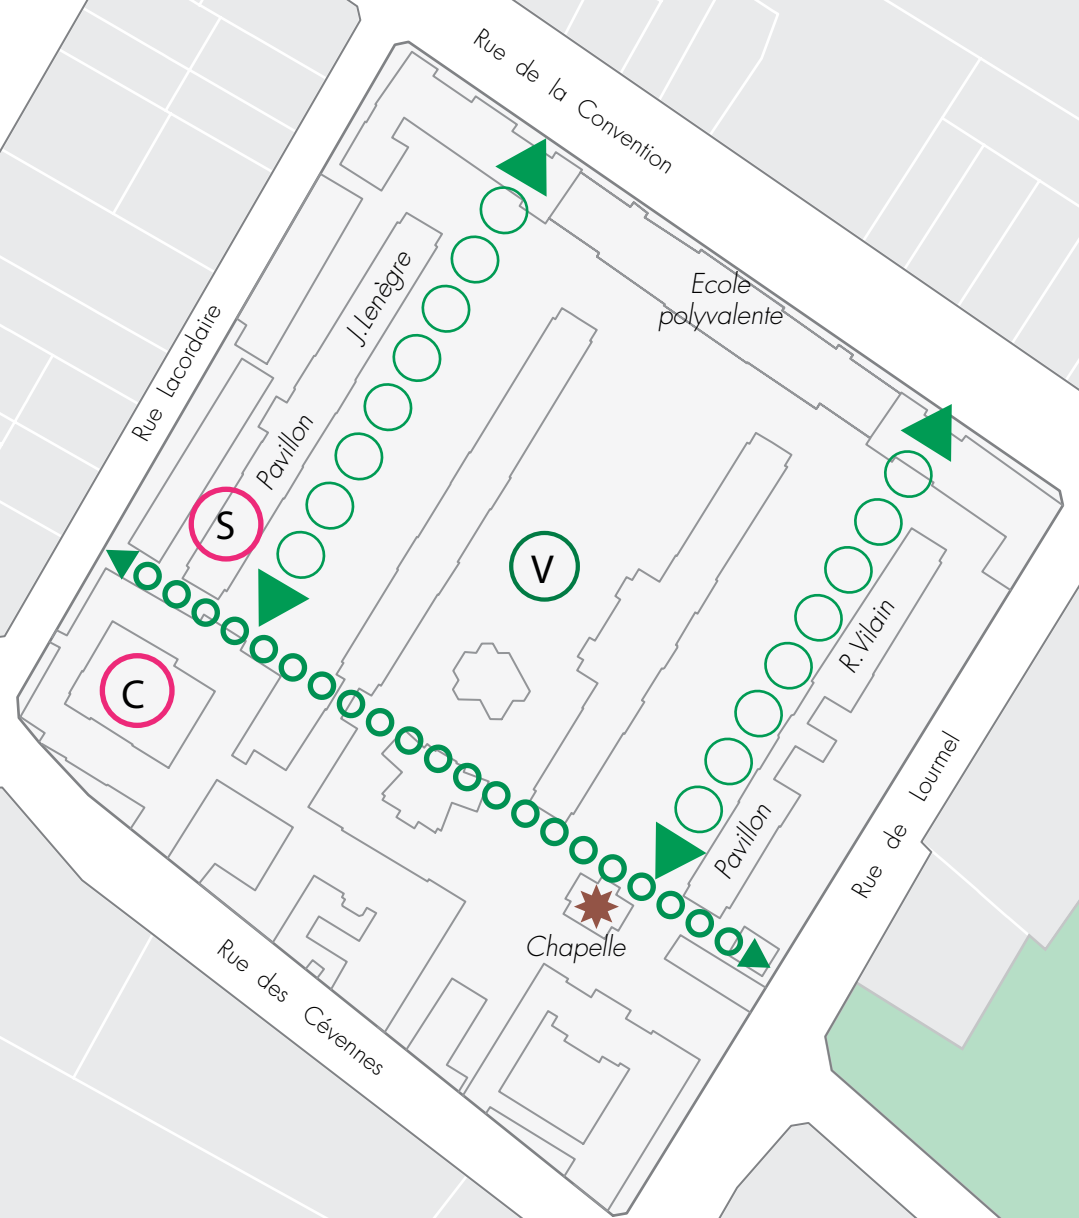 Rue de la Convention
Ecole
polyvalente
J.Lenègre
Pavillon
Rue Lacordaire
S
V
C
R. Vilain
Pavillon
Rue de Lourmel
Chapelle
Rue des Cévennes